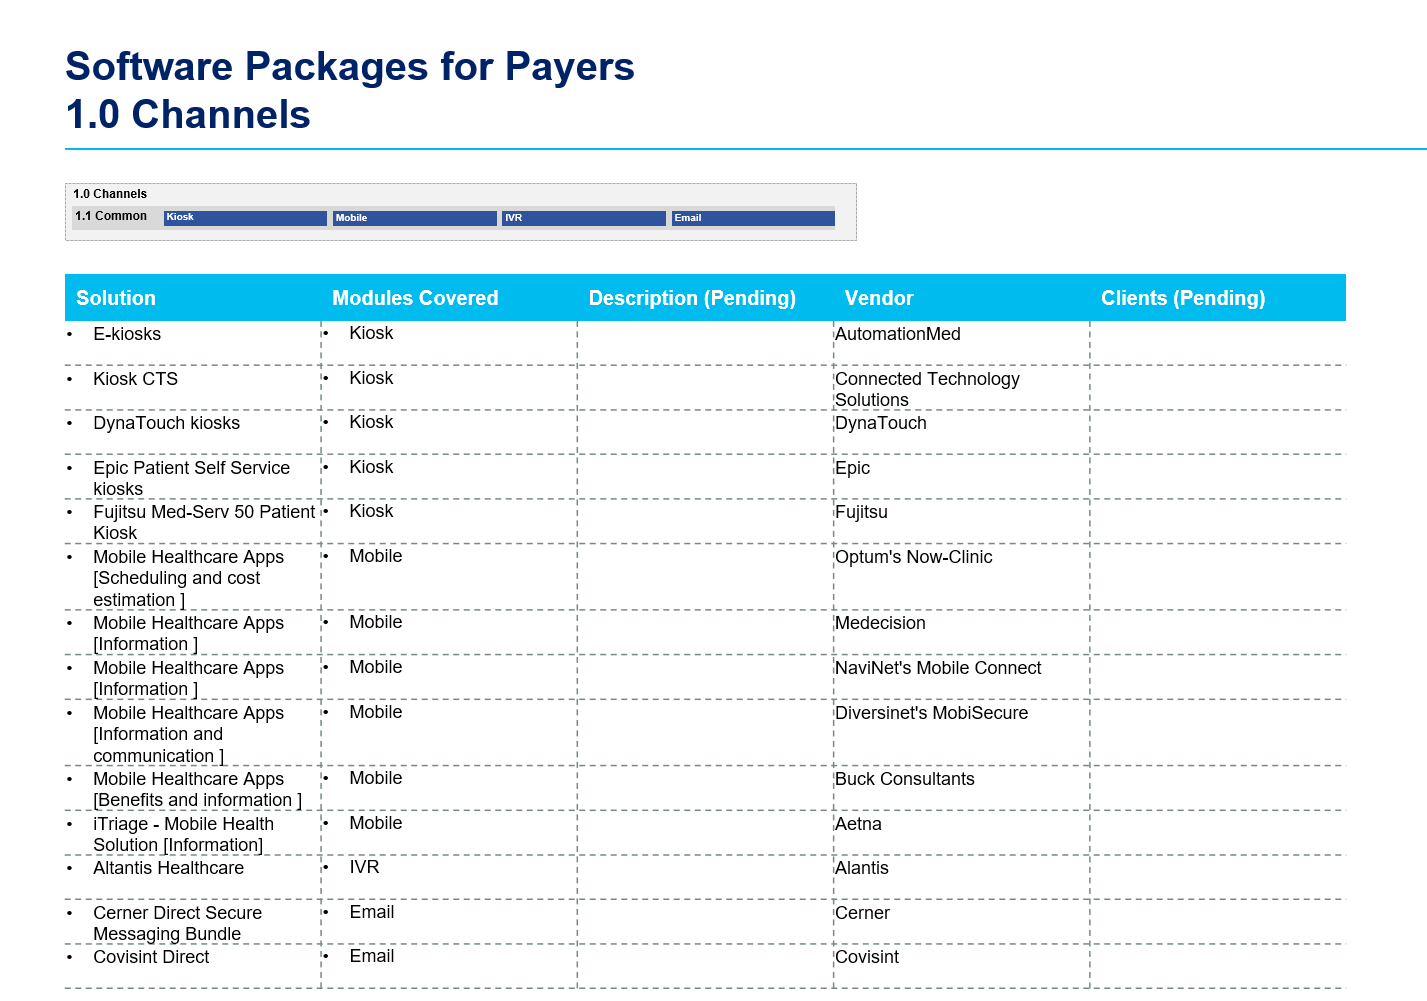 Software Packages for Payers
1.0 Channels
1.0 Channels
1.1 Common Kiosk Mobile IVR Email
Solution Modules Covered Description (Pending) Vendor Clients (Pending)
• E-kiosks • Kiosk AutomationMed
• Kiosk CTS • Kiosk Connected Technology
Solutions
• DynaTouch kiosks • Kiosk DynaTouch
• Epic Patient Self Service • Kiosk Epic
kiosks
• Fujitsu Med-Serv 50 Patient • Kiosk Fujitsu
Kiosk
• Mobile Healthcare Apps • Mobile Optum's Now-Clinic
[Scheduling and cost
estimation ]
• Mobile Healthcare Apps • Mobile Medecision
[Information ]
• Mobile Healthcare Apps • Mobile NaviNet's Mobile Connect
[Information ]
• Mobile Healthcare Apps • Mobile Diversinet's MobiSecure
[Information and
communication ]
• Mobile Healthcare Apps • Mobile Buck Consultants
[Benefits and information ]
• iTriage - Mobile Health • Mobile Aetna
Solution [Information]
• Altantis Healthcare • IVR Alantis
• Cerner Direct Secure • Email Cerner
Messaging Bundle
• Covisint Direct • Email Covisint